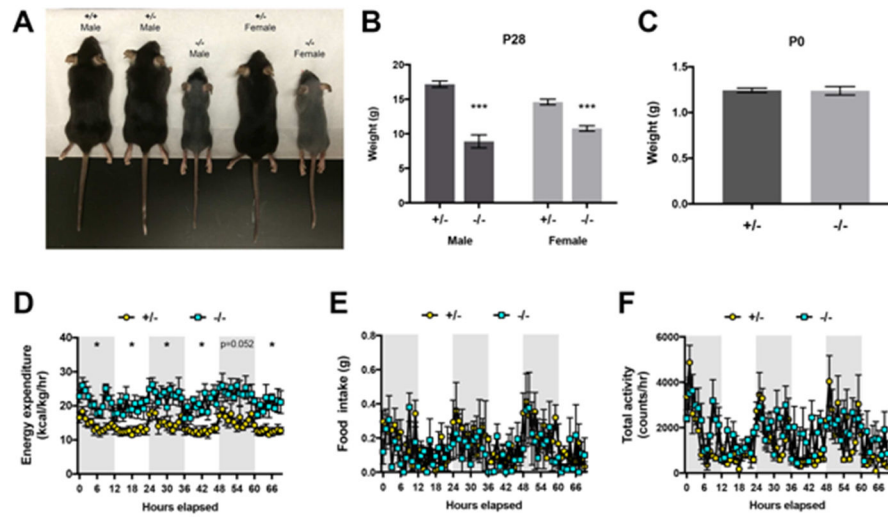 A
+/+
Male
+/-
Male
-/-
Male
+/-
Female
-/-
Female
B
P28
Weight (g)
20
15
10
5
0
***
***
+/-
-/-
+/-
-/-
Male
Female
C
P0
Weight (g)
1.5
1.0
0.5
0.0
+/-
-/-
D
+/-
-/-
Energy expenditure
(kcal/kg/hr)
40
30
20
10
0
* * * * p=0.052 *
0 6 12 18 24 30 36 42 48 54 60 66
Hours elapsed
E
+/-
-/-
Food intake (g)
0.8
0.6
0.4
0.2
0.0
0 6 12 18 24 30 36 42 48 54 60 66
Hours elapsed
F
+/-
-/-
Total activity
(counts/hr)
6000
4000
2000
0
0 6 12 18 24 30 36 42 48 54 60 66
Hours elapsed